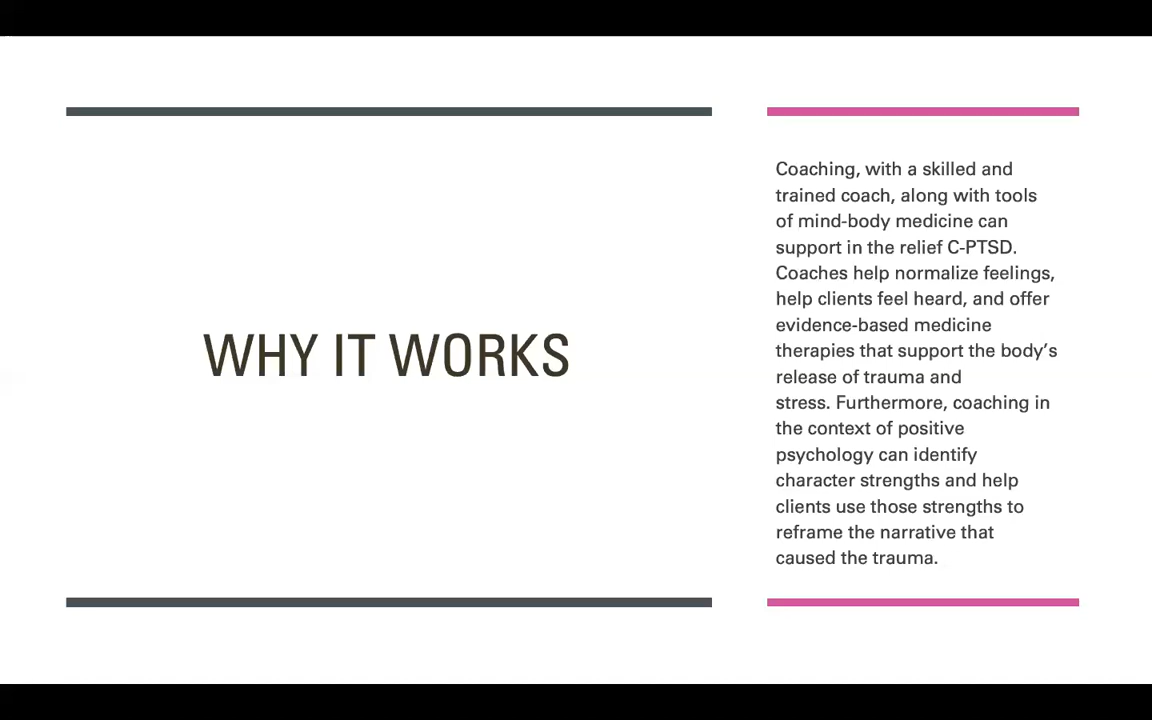 WHY IT WORKS
Coaching, with a skilled and
trained coach, along with tools
of mind-body medicine can
support in the relief C-PTSD.
Coaches help normalize feelings,
help clients feel heard, and offer
evidence-based medicine
therapies that support the body's
release of trauma and
stress. Furthermore, coaching in
the context of positive
psychology can identify
character strengths and help
clients use those strengths to
reframe the narrative that
caused the trauma.